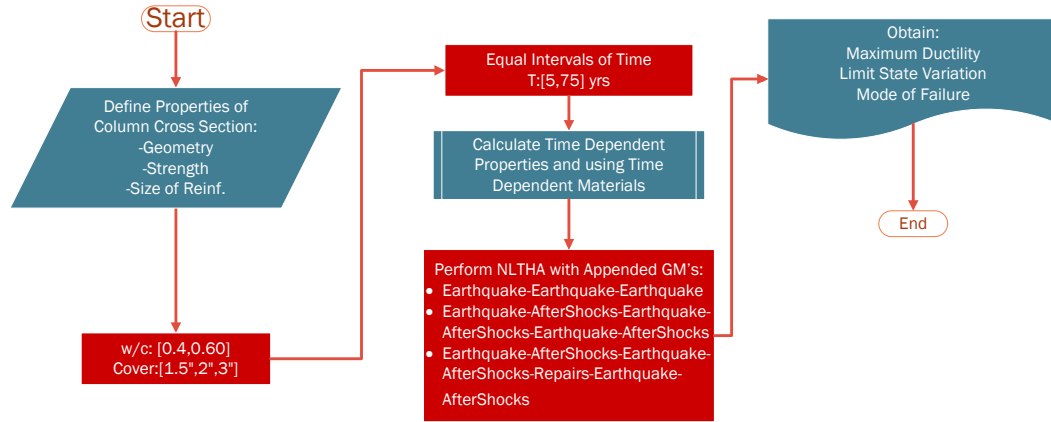 Start
Define Properties of
Column Cross Section:
-Geometry
-Strength
-Size of Reinf.
w/c: [0.4,0.60]
Cover:[1.5",2",3"]
Equal Intervals of Time
T:[5,75] yrs
Calculate Time Dependent
Properties and using Time
Dependent Materials
Perform NLTHA with Appended GM's:
• Earthquake-Earthquake-Earthquake
• Earthquake-AfterShocks-Earthquake-
AfterShocks-Earthquake-AfterShocks
• Earthquake-AfterShocks-Earthquake-
AfterShocks-Repairs-Earthquake-
AfterShocks
Obtain:
Maximum Ductility
Limit State Variation
Mode of Failure
End